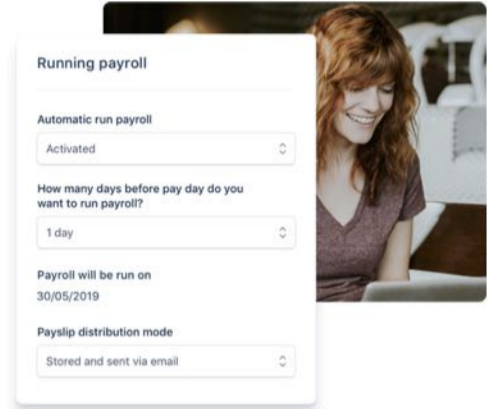 Running payroll
Automatic run payroll
Activated
How many days before pay day do you
want to run payroll?
1 day
Payroll will be run on
30/05/2019
Payslip distribution mode
Stored and sent via email